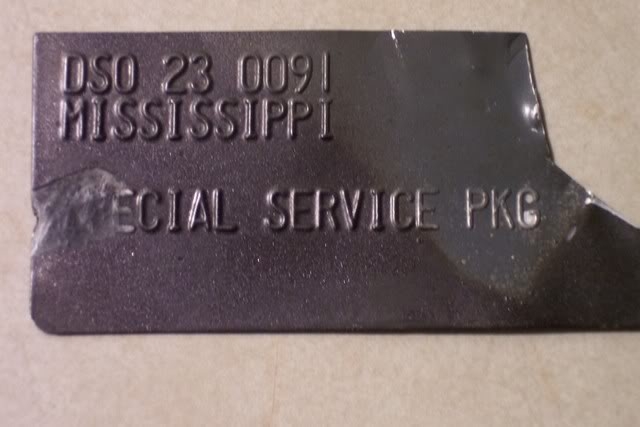 DSO 23 0091
MISSISSIPPI
ECIAL SERVICE PKG